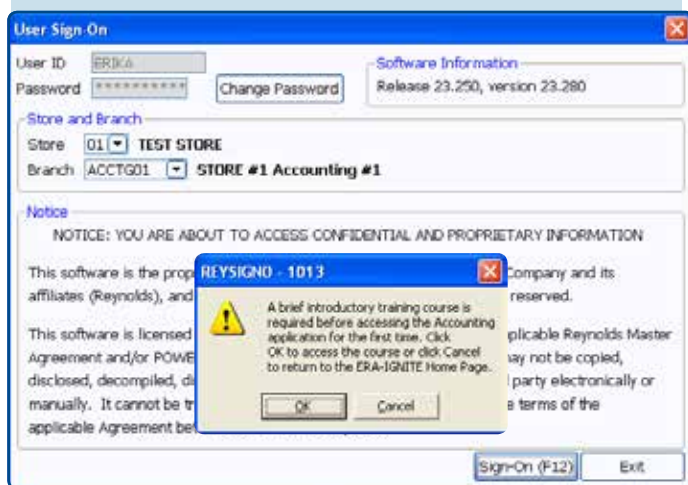 User Sign-On
User ID ERIKA
Password ********** Change Password
Software Information
Release 23.250, version 23.280
Store and Branch
Store 01 TEST STORE
Branch ACCTG01 STORE #1 Accounting #1
Notice
NOTICE: YOU ARE ABOUT TO ACCESS CONFIDENTIAL AND PROPRIETARY INFORMATION
This software is the prop Company and its
affiliates (Reynolds), and reserved.
This software is licensed plicable Reynolds Master
Agreement and/or POWE ay not be copied,
disclosed, decompiled, di party electronically or
manually. It cannot be tr e terms of the
applicable Agreement bet
REYSIGNO - 1013
A brief introductory training course is
required before accessing the Accounting
application for the first time. Click
OK to access the course or click Cancel
to return to the ERA-IGNITE Home Page.
OK Cancel
Sign-On (F12) Exit